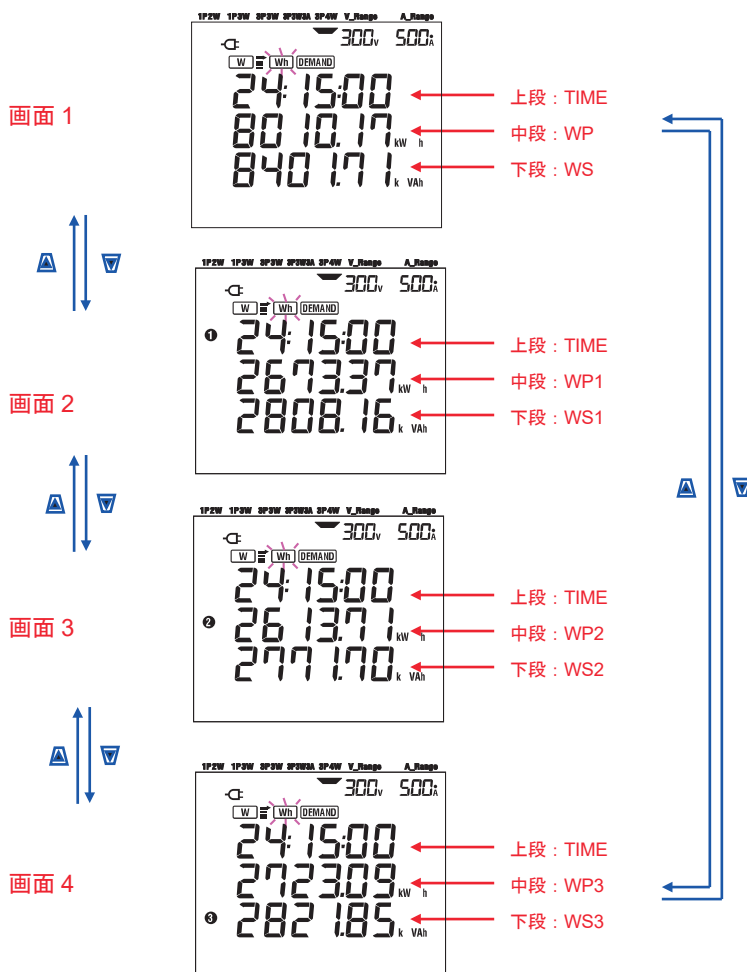 1P2W 1P3W 3P3W 3P3W3A 3P4W V_Range A_Range
300V 500A
W Wh DEMAND
画面 1
24:15:00 上段:TIME
8010.17 kW h 中段:WP
8401.71 k VAh 下段:WS
1P2W 1P3W 3P3W 3P3W3A 3P4W V_Range A_Range
300V 500A
W Wh DEMAND
❶ 24:15:00 上段:TIME
2673.37 kW h 中段:WP1
画面 2
2808.16 k VAh 下段:WS1
1P2W 1P3W 3P3W 3P3W3A 3P4W V_Range A_Range
300V 500A
W Wh DEMAND
24:15:00 上段:TIME
画面 3
❷ 2613.71 kW h 中段:WP2
2771.70 k VAh 下段:WS2
1P2W 1P3W 3P3W 3P3W3A 3P4W V_Range A_Range
300V 500A
W Wh DEMAND
24:15:00 上段:TIME
画面 4
2723.09 kW h 中段:WP3
❸ 2821.85 k VAh 下段:WS3